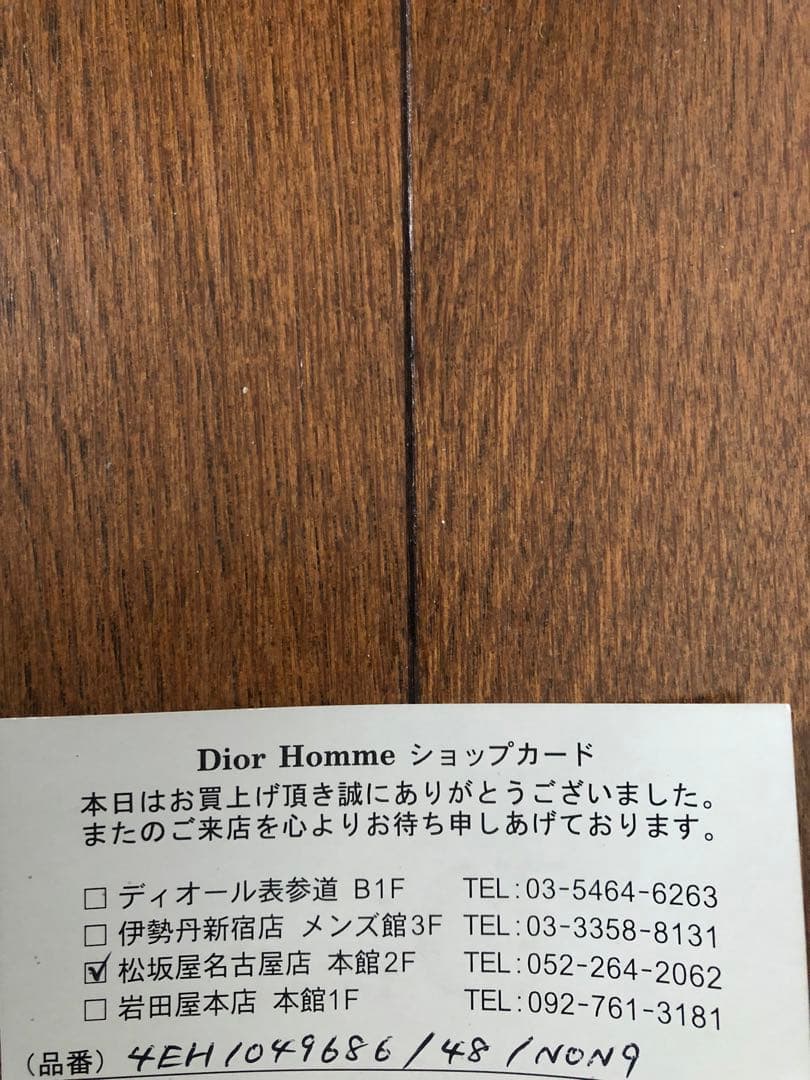 Dior Homme ショップカード
本日はお買上げ頂き誠にありがとうございました。
またのご来店を心よりお待ち申しあげております。
□ ディオール表参道 B1F TEL:03-5464-6263
□ 伊勢丹新宿店 メンズ館3F TEL:03-3358-8131
☑ 松坂屋名古屋店 本館2F TEL:052-264-2062
□ 岩田屋本店 本館1F TEL:092-761-3181
(品番) 4EH1049686/48/NON9